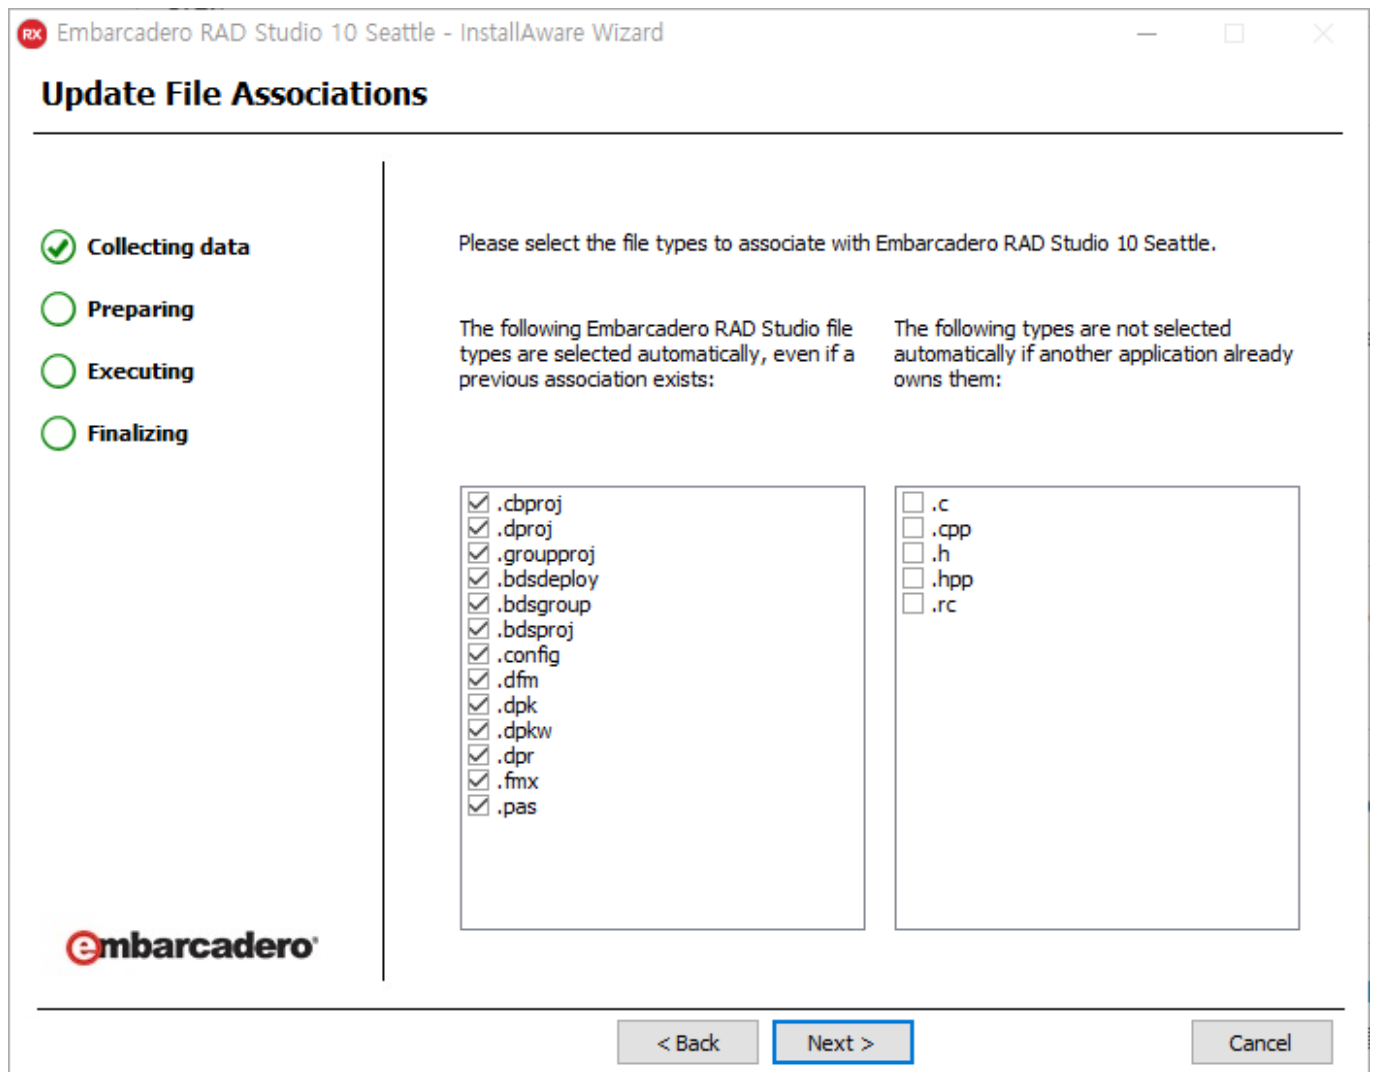 RX Embarcadero RAD Studio 10 Seattle - InstallAware Wizard
Update File Associations
Collecting data
Preparing
Executing
Finalizing
Please select the file types to associate with Embarcadero RAD Studio 10 Seattle.
The following Embarcadero RAD Studio file
types are selected automatically, even if a
previous association exists:
The following types are not selected
automatically if another application already
owns them:
.cbproj
.dproj
.groupproj
.bdsdeploy
.bdsgroup
.bdsproj
.config
.dfm
.dpk
.dpkw
.dpr
.fmx
.pas
.c
.cpp
.h
.hpp
.rc
embarcadero
< Back
Next >
Cancel